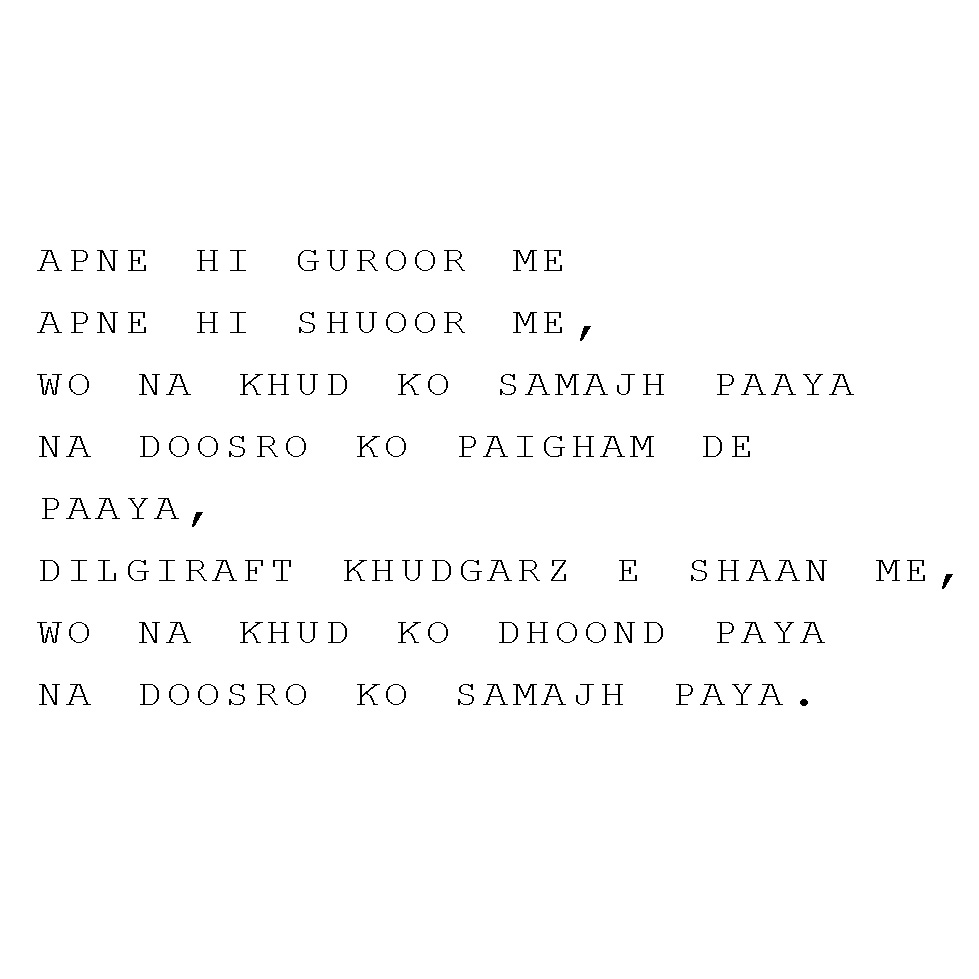 APNE HI GUROOR ME
APNE HI SHUOOR ME,
WO NA KHUD KO SAMAJH PAAYA
NA DOOSRO KO PAIGHAM DE
PAAYA,
DILGIRAFT KHUDGARZ E SHAAN ME,
WO NA KHUD KO DHOOND PAYA
NA DOOSRO KO SAMAJH PAYA.